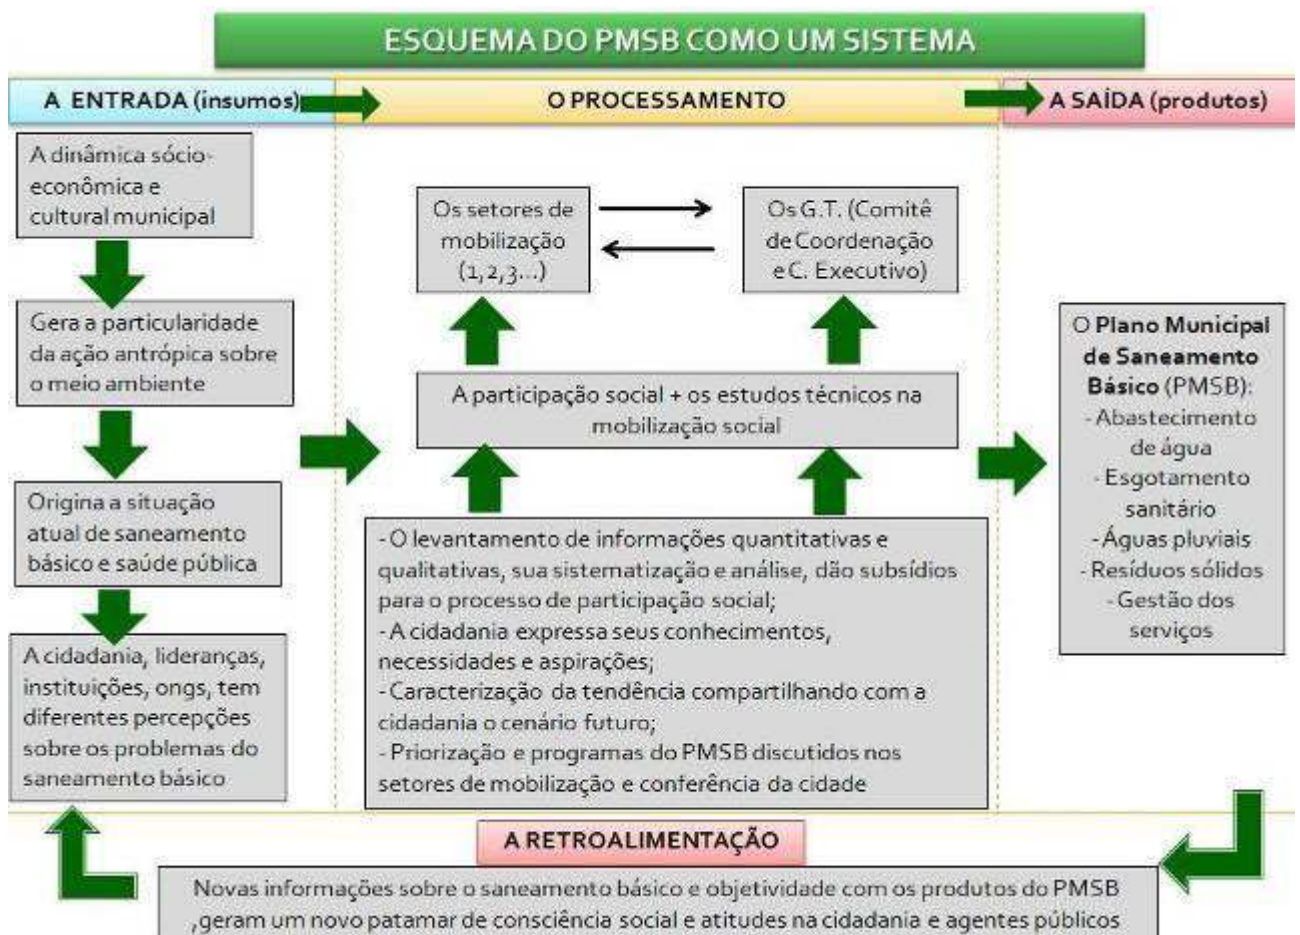 ESQUEMA DO PMSB COMO UM SISTEMA
A ENTRADA (insumos)
O PROCESSAMENTO
A SAÍDA (produtos)
A dinâmica sócio-
econômica e
cultural municipal
Gera a particularidade
da ação antrópica sobre
o meio ambiente
Origina a situação
atual de saneamento
básico e saúde pública
A cidadania, lideranças,
instituições, ongs, tem
diferentes percepções
sobre os problemas do
saneamento básico
Os setores de
mobilização
(1, 2, 3...)
Os G.T. (Comitê
de Coordenação
e C. Executivo)
A participação social + os estudos técnicos na
mobilização social
- O levantamento de informações quantitativas e
qualitativas, sua sistematização e análise, dão subsídios
para o processo de participação social;
- A cidadania expressa seus conhecimentos,
necessidades e aspirações;
- Caracterização da tendência compartilhando com a
cidadania o cenário futuro;
- Priorização e programas do PMSB discutidos nos
setores de mobilização e conferência da cidade
O Plano Municipal
de Saneamento
Básico (PMSB):
- Abastecimento
de água
- Esgotamento
sanitário
- Águas pluviais
- Resíduos sólidos
- Gestão dos
serviços
A RETROALIMENTAÇÃO
Novas informações sobre o saneamento básico e objetividade com os produtos do PMSB
,geram um novo patamar de consciência social e atitudes na cidadania e agentes públicos